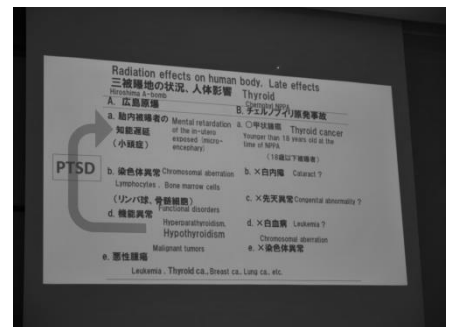 Radiation effects on human body. Late effects
三被曝地の状況、人体影響 Thyroid
Hiroshima A-bomb
A. 広島原爆
Chernobyl NPPA
B. チェルノブイリ原発事故
a. 胎内被曝者の Mental retardation
知能遅延 of the in-utero
(小頭症) exposed (micro-
encephary)
a. ○甲状腺癌 Thyroid cancer
Younger than 18 years old at the
time of NPPA
(18歳以下被曝者)
PTSD
b. 染色体異常 Chromosomal aberration
Lymphocytes . Bone marrow cells
(リンパ球、骨髄細胞)
b. ×白内障 Cataract ?
c. ×先天異常 Congenital abnormality ?
d. 機能異常 Functional disorders
Hyperparathyroidism,
Hypothyroidism
d. ×白血病 Leukemia ?
Chromosomal aberration
e. ×染色体異常
Malignant tumors
e. 悪性腫瘍
Leukemia . Thyroid ca., Breast ca., Lung ca., etc.